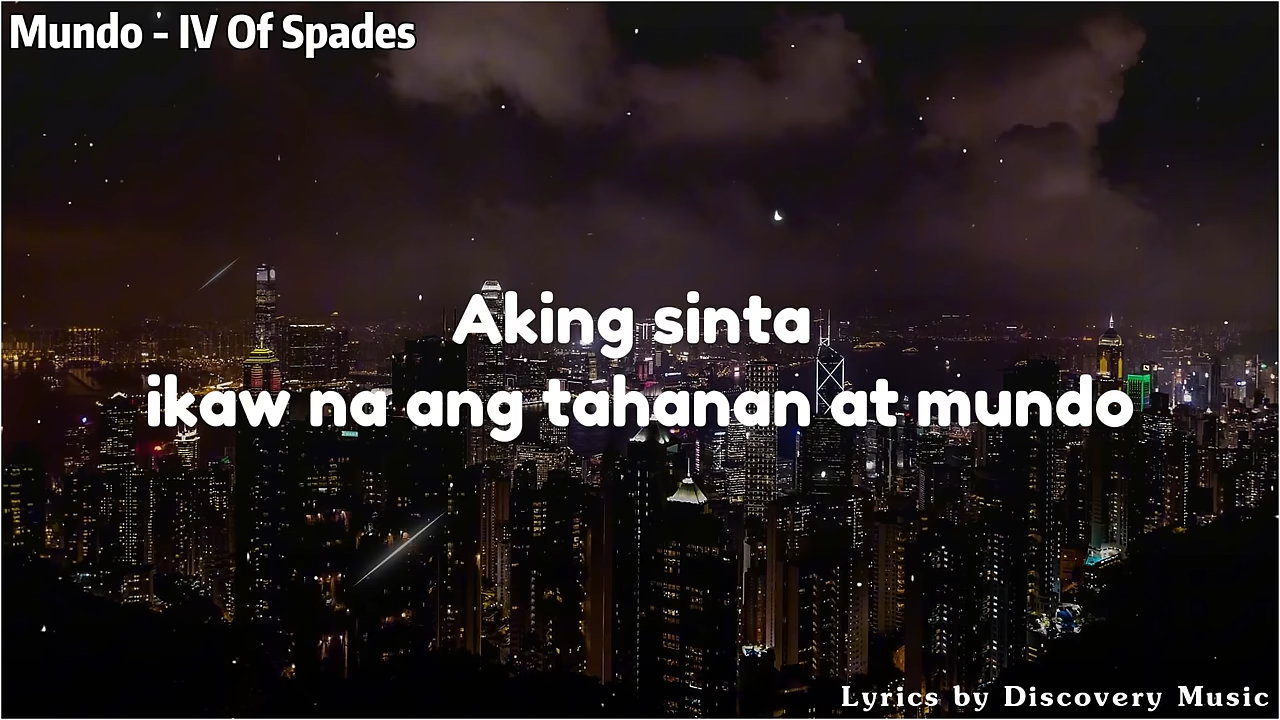 Mundo - IV Of Spades
Aking sinta
ikaw na ang tahanan at mundo
Lyrics by Discovery Music